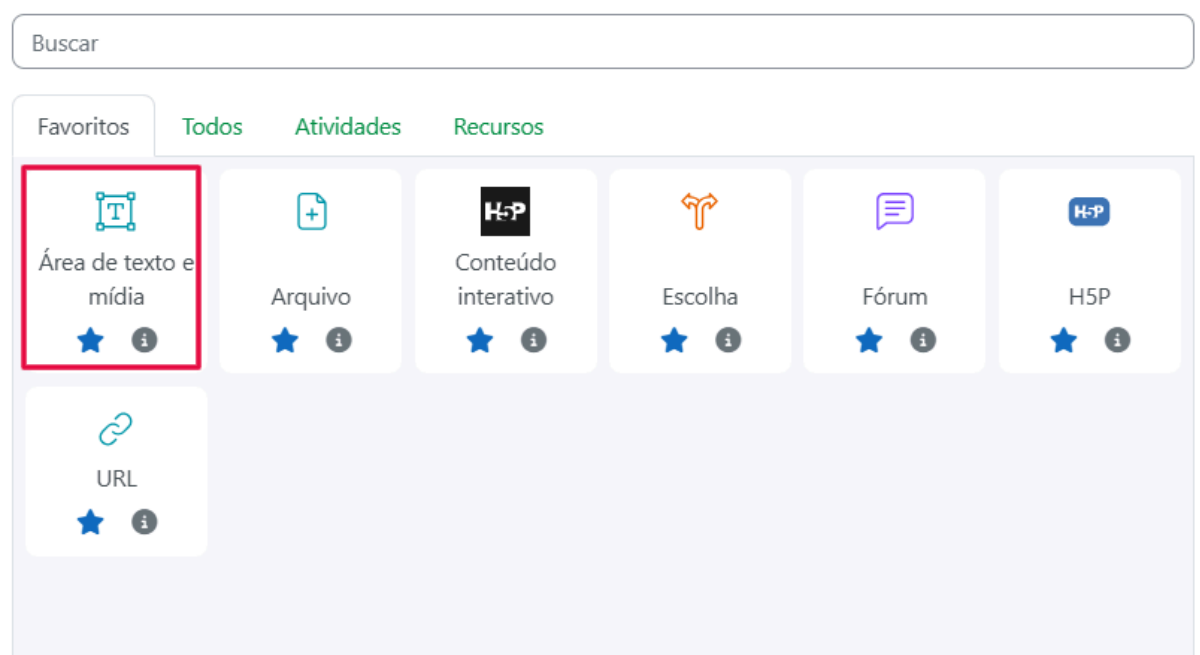 Buscar
Favoritos Todos Atividades Recursos
T
H5P
H5P
Área de texto e
mídia
Arquivo
Conteúdo
interativo
Escolha
Fórum
H5P
URL